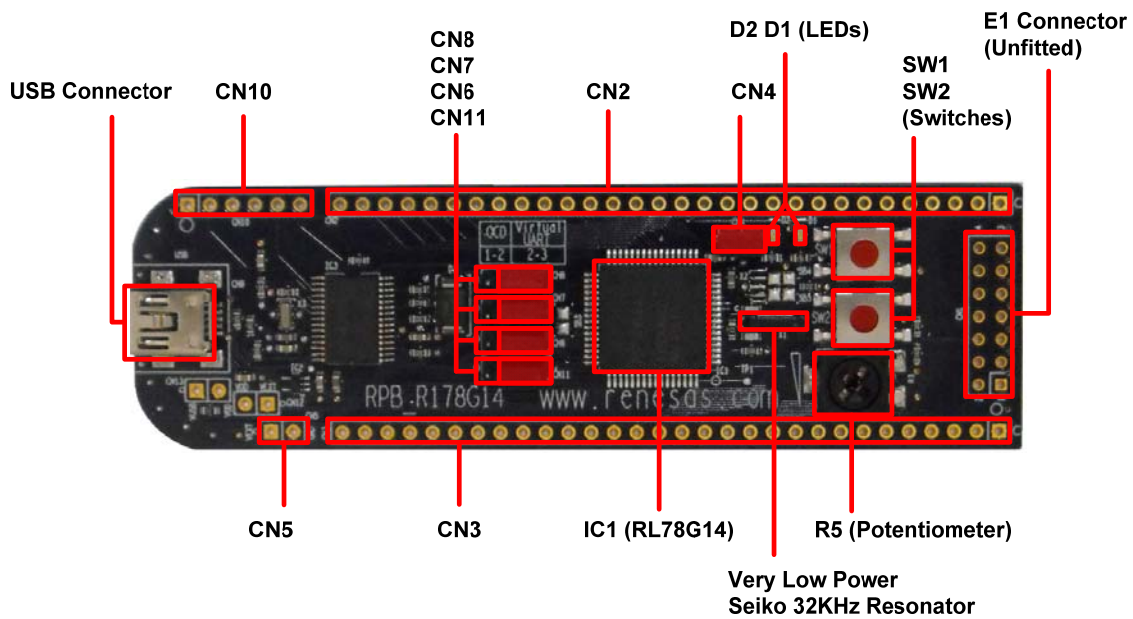 E1 Connector
(Unfitted)
D2 D1 (LEDs)
CN8
CN7
CN6
CN11
SW1
SW2
(Switches)
USB Connector
CN10
CN2
CN4
OCD
Virtual
UART
1-2
2-3
CN11
RPB_R178G14
www.renesas.com
CN5
CN3
IC1 (RL78G14)
R5 (Potentiometer)
Very Low Power
Seiko 32KHz Resonator